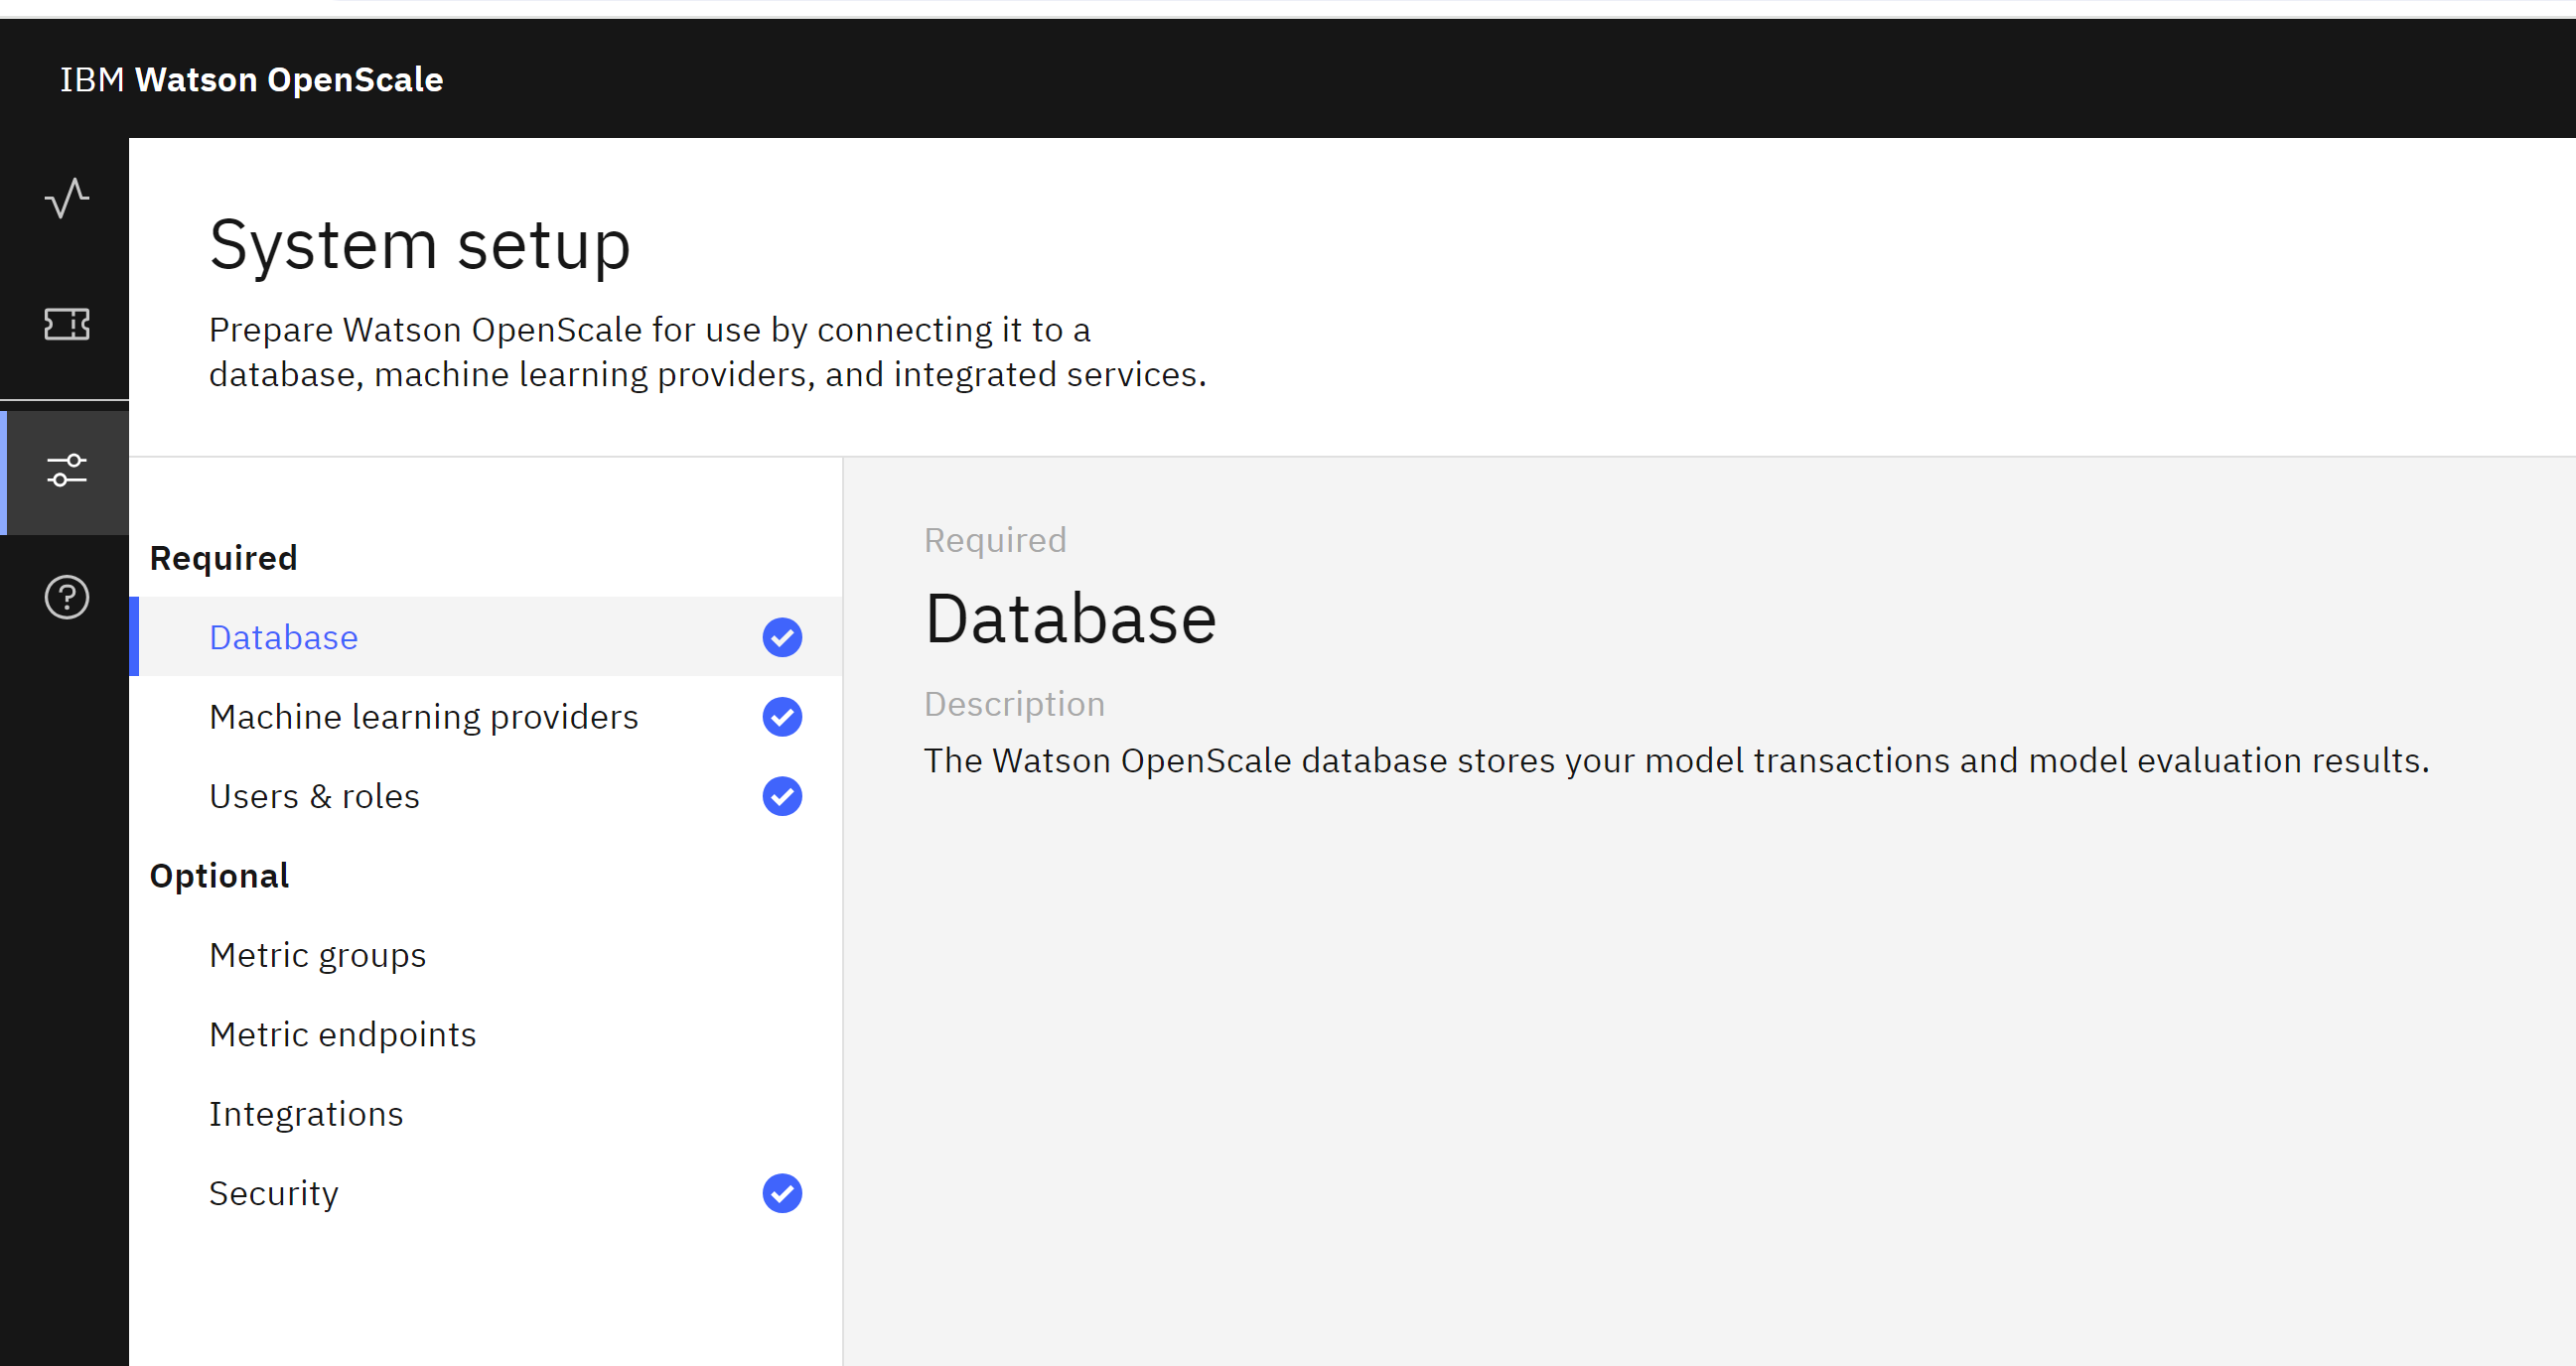 IBM Watson OpenScale
System setup
Prepare Watson OpenScale for use by connecting it to a
database, machine learning providers, and integrated services.
Required
Database
Machine learning providers
Users & roles
Optional
Metric groups
Metric endpoints
Integrations
Security
Required
Database
Description
The Watson OpenScale database stores your model transactions and model evaluation results.